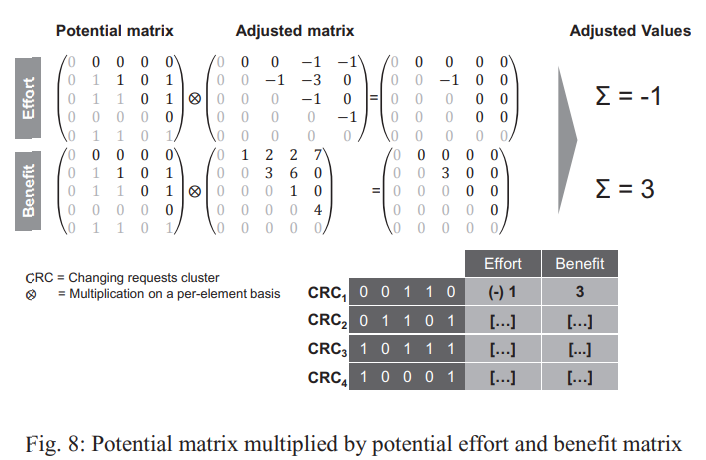 Potential matrix Adjusted matrix Adjusted Values
Effort
0 0 0 0 0 0 0 0 −1 −1 0 0 0 0 0
0 1 1 0 1 0 0 −1 −3 0 0 0 −1 0 0
0 1 1 0 1 ⊗ 0 0 0 −1 0 = 0 0 0 0 0 Σ = -1
0 0 0 0 0 0 0 0 0 −1 0 0 0 0 0
0 1 1 0 1 0 0 0 0 0 0 0 0 0 0
Benefit
0 0 0 0 0 0 1 2 2 7 0 0 0 0 0
0 1 1 0 1 0 0 3 6 0 0 0 3 0 0
0 1 1 0 1 ⊗ 0 0 0 1 0 = 0 0 0 0 0 Σ = 3
0 0 0 0 0 0 0 0 0 4 0 0 0 0 0
0 1 1 0 1 0 0 0 0 0 0 0 0 0 0
Effort Benefit
CRC = Changing requests cluster
⊗ = Multiplication on a per-element basis
CRC1 0 0 1 1 0 (-) 1 3
CRC2 0 1 1 0 1 [...] [...]
CRC3 1 0 1 1 1 [...] [...]
CRC4 1 0 0 0 1 [...] [...]
Fig. 8: Potential matrix multiplied by potential effort and benefit matrix